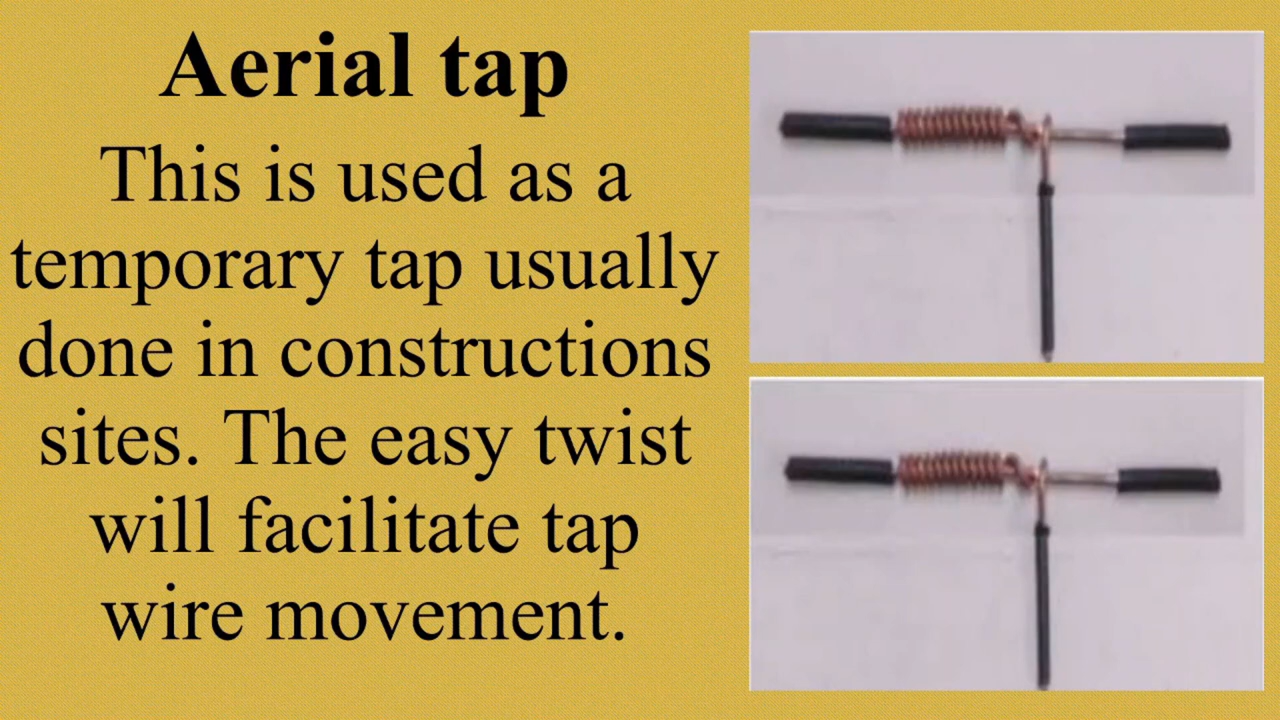 Aerial tap
This is used as a
temporary tap usually
done in constructions
sites. The easy twist
will facilitate tap
wire movement.